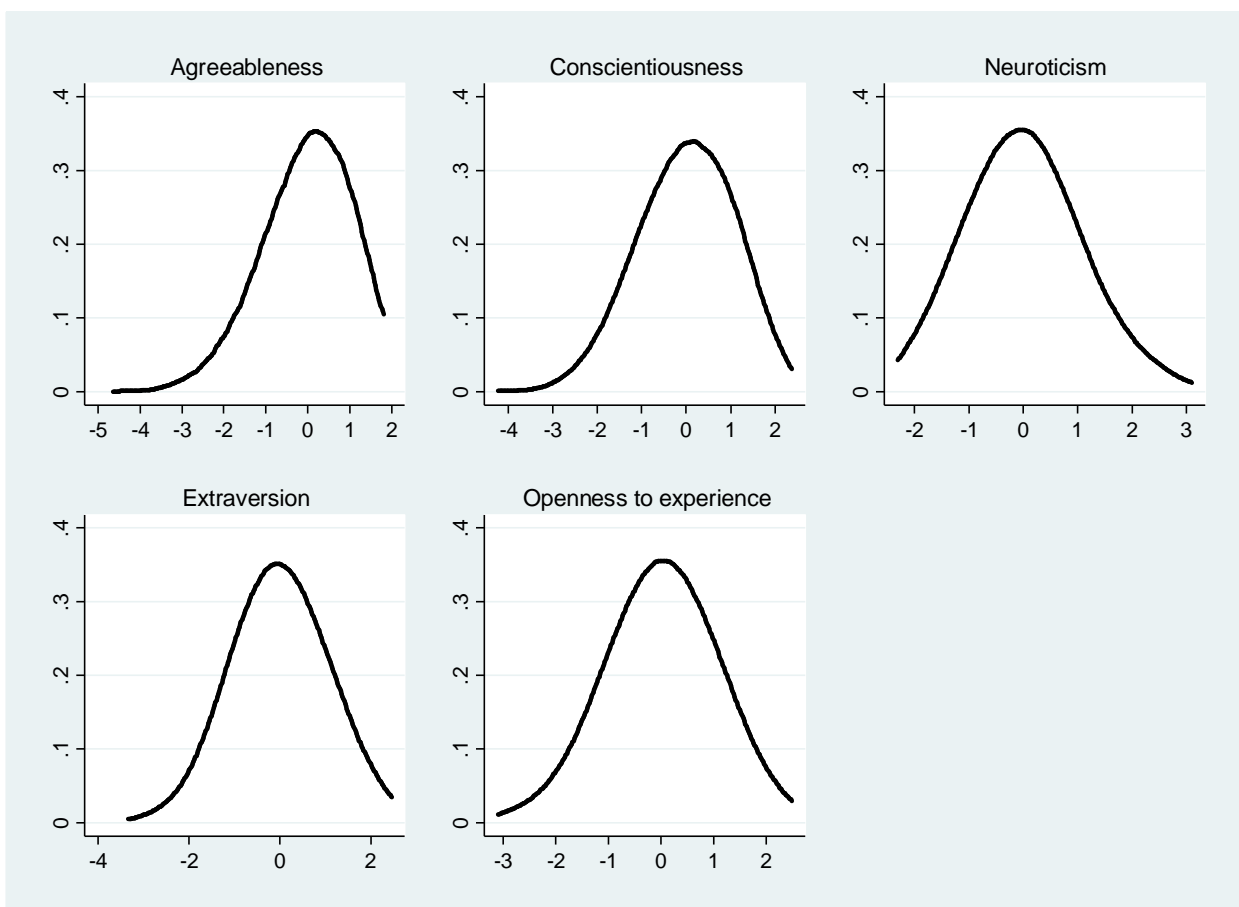 Agreeableness
.4
.3
.2
.1
0
-5 -4 -3 -2 -1 0 1 2
Conscientiousness
.4
.3
.2
.1
0
-4 -3 -2 -1 0 1 2
Neuroticism
.4
.3
.2
.1
0
-2 -1 0 1 2 3
Extraversion
.4
.3
.2
.1
0
-4 -2 0 2
Openness to experience
.4
.3
.2
.1
0
-3 -2 -1 0 1 2